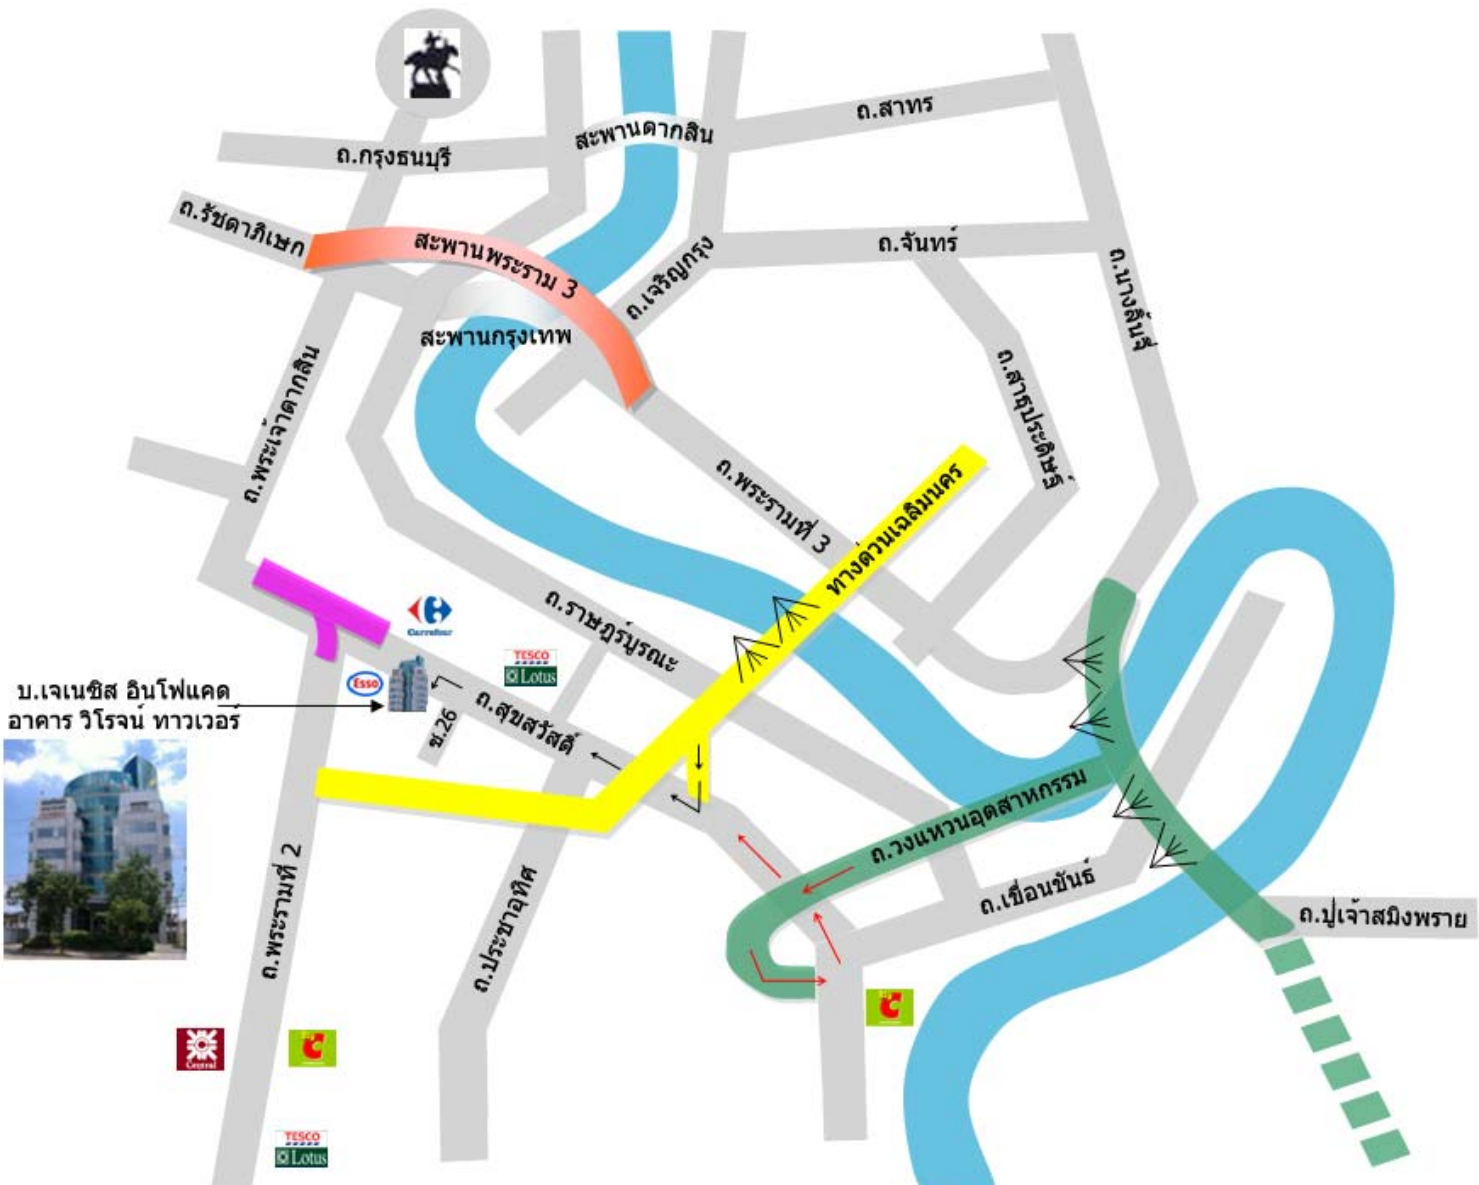 สะพานตากสิน
ถ.สาทร
ถ.กรุงธนบุรี
ถ.รัชดาภิเษก
สะพานพระราม 3
ถ.เจริญกรุง
ถ.จันทร์
ถ.นางลิ้นจี่
สะพานกรุงเทพ
ถ.พระเจ้าตากสิน
ถ.สาธุประดิษฐ์
ถ.พระรามที่ 3
ทางด่วนเฉลิมนคร
ถ.ราษฎร์บูรณะ
Carrefour
TESCO
Lotus
Esso
บ.เจเนซิส อินโฟแคด
อาคาร วิโรจน์ ทาวเวอร์
ถ.สุขสวัสดิ์
ซ.26
ถ.วงแหวนอุตสาหกรรม
ถ.เขื่อนขันธ์
ถ.ปู่เจ้าสมิงพราย
ถ.พระรามที่ 2
ถ.ประชาอุทิศ
Central
Big C
Big C
TESCO
Lotus